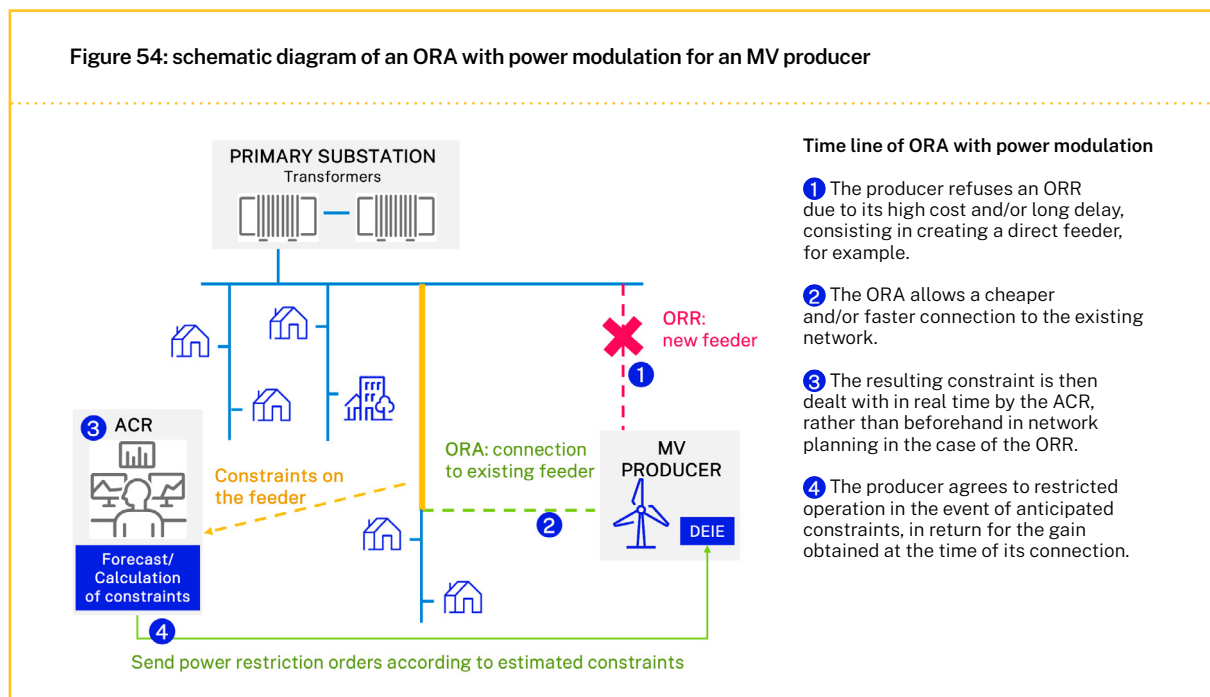 Figure 54: schematic diagram of an ORA with power modulation for an MV producer
PRIMARY SUBSTATION
Transformers
ORR:
new feeder
1
3 ACR
Constraints on
the feeder
ORA: connection
to existing feeder
2
MV
PRODUCER
DEIE
Forecast/
Calculation
of constraints
4
Send power restriction orders according to estimated constraints
Time line of ORA with power modulation
1 The producer refuses an ORR
due to its high cost and/or long delay,
consisting in creating a direct feeder,
for example.
2 The ORA allows a cheaper
and/or faster connection to the existing
network.
3 The resulting constraint is then
dealt with in real time by the ACR,
rather than beforehand in network
planning in the case of the ORR.
4 The producer agrees to restricted
operation in the event of anticipated
constraints, in return for the gain
obtained at the time of its connection.